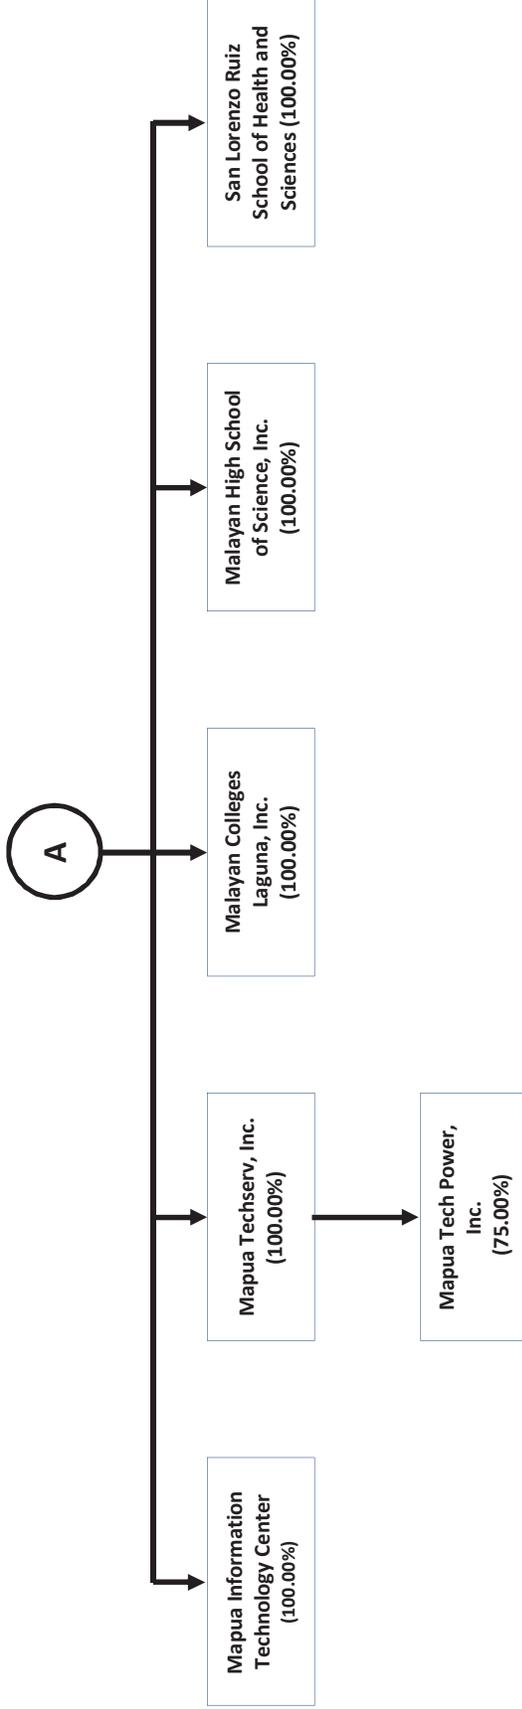 A
Mapua Information
Technology Center
(100.00%)
Mapua Techserv, Inc.
(100.00%)
Malayan Colleges
Laguna, Inc.
(100.00%)
Malayan High School
of Science, Inc.
(100.00%)
San Lorenzo Ruiz
School of Health and
Sciences (100.00%)
Mapua Tech Power,
Inc.
(75.00%)